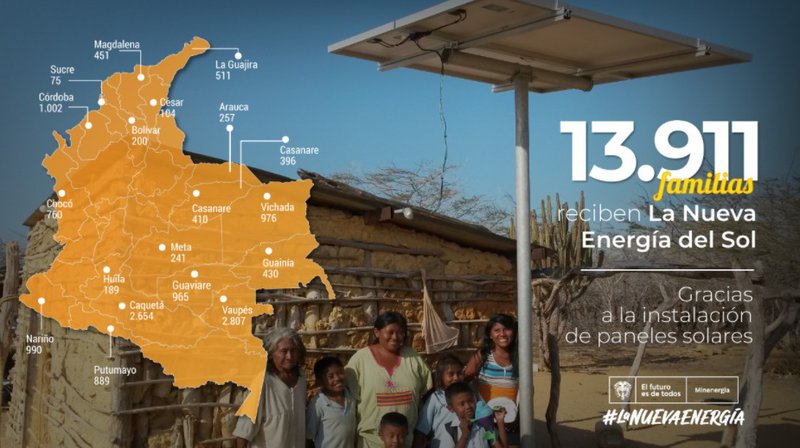 Magdalena
451
La Guajira
511
Sucre
75
Córdoba
1.002
Cesar
104
Arauca
257
Bolívar
200
Casanare
396
Chocó
760
Casanare
410
Vichada
976
Meta
241
Guainía
430
Huila
189
Guaviare
965
Caquetá
2.654
Vaupés
2.807
Nariño
990
Putumayo
889
13.911
familias
reciben La Nueva
Energía del Sol
Gracias
a la instalación
de paneles solares
El futuro
es de todos
Minenergía
#LaNUEVAENERGÍA